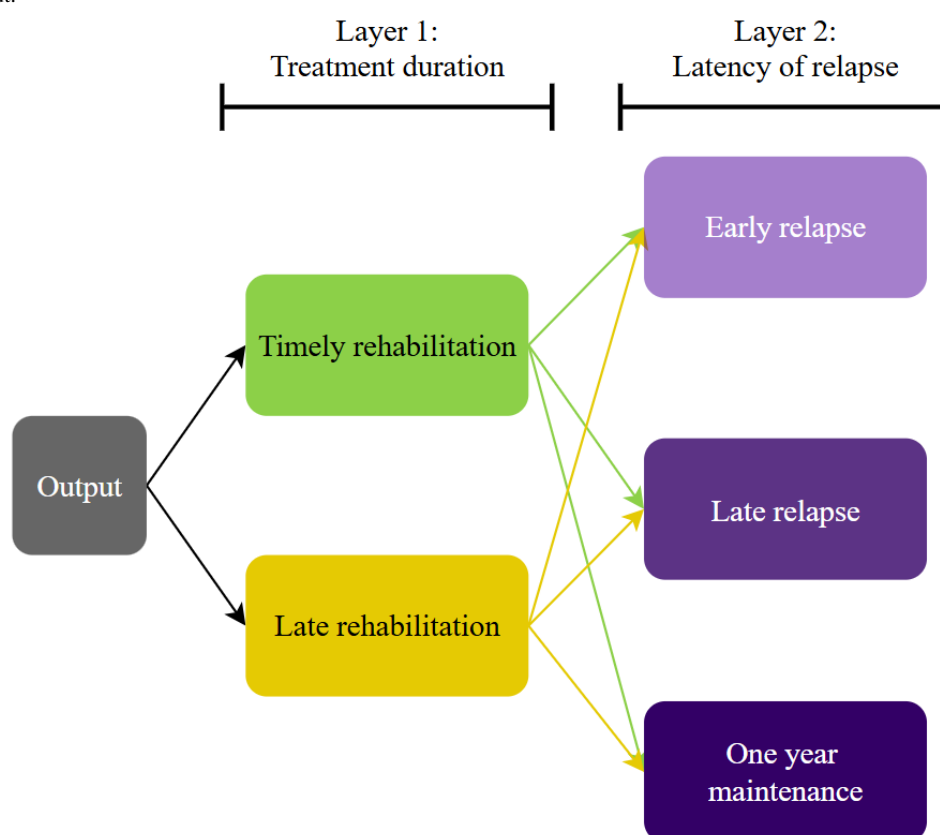 Layer 1:
Treatment duration
Layer 2:
Latency of relapse
Early relapse
Timely rehabilitation
Output
Late relapse
Late rehabilitation
One year
maintenance